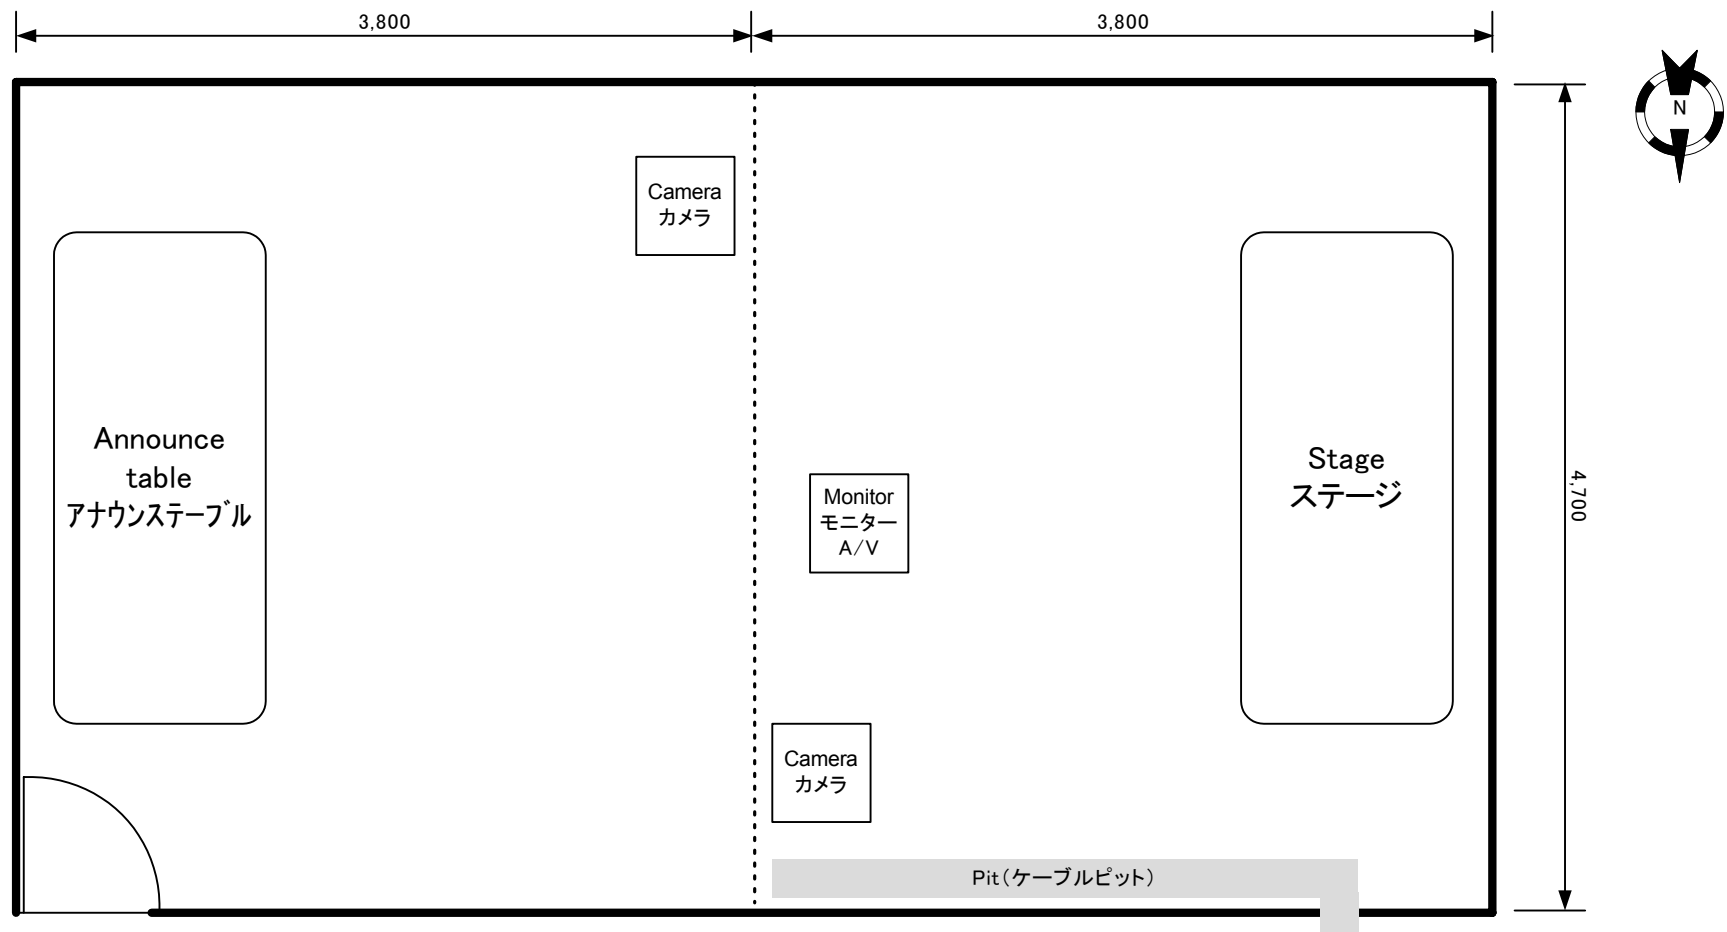 3,800
3,800
N
Camera
カメラ
Announce
table
アナウンステーブル
Stage
ステージ
4,700
Monitor
モニター
A/V
Camera
カメラ
Pit(ケーブルピット)